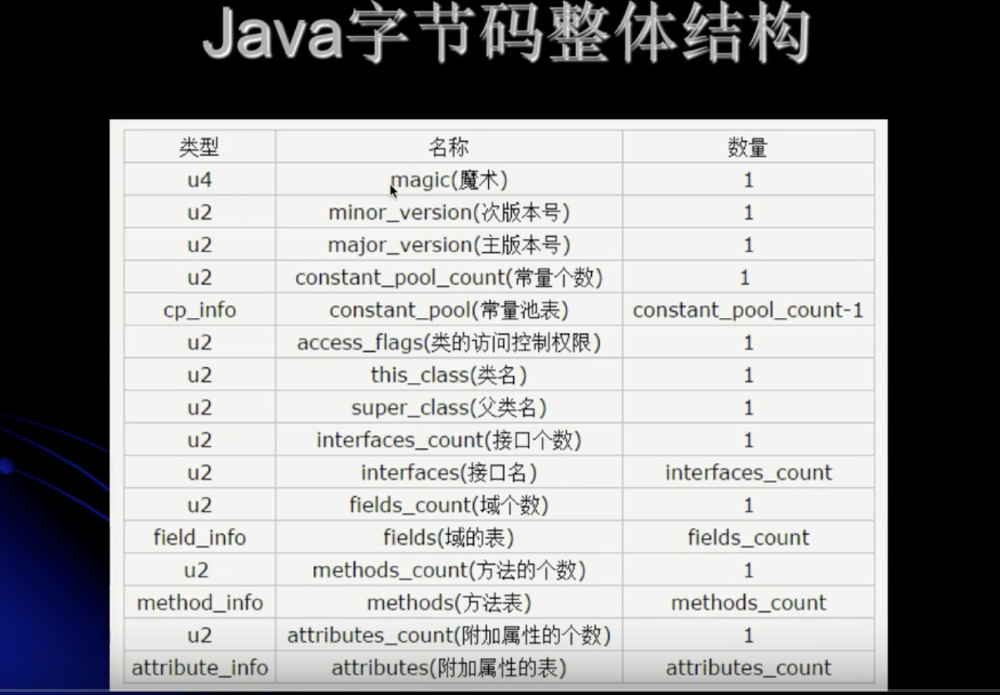 Java字节码整体结构
类型 名称 数量
u4 magic(魔术) 1
u2 minor_version(次版本号) 1
u2 major_version(主版本号) 1
u2 constant_pool_count(常量个数) 1
cp_info constant_pool(常量池表) constant_pool_count-1
u2 access_flags(类的访问控制权限) 1
u2 this_class(类名) 1
u2 super_class(父类名) 1
u2 interfaces_count(接口个数) 1
u2 interfaces(接口名) interfaces_count
u2 fields_count(域个数) 1
field_info fields(域的表) fields_count
u2 methods_count(方法的个数) 1
method_info methods(方法表) methods_count
u2 attributes_count(附加属性的个数) 1
attribute_info attributes(附加属性的表) attributes_count